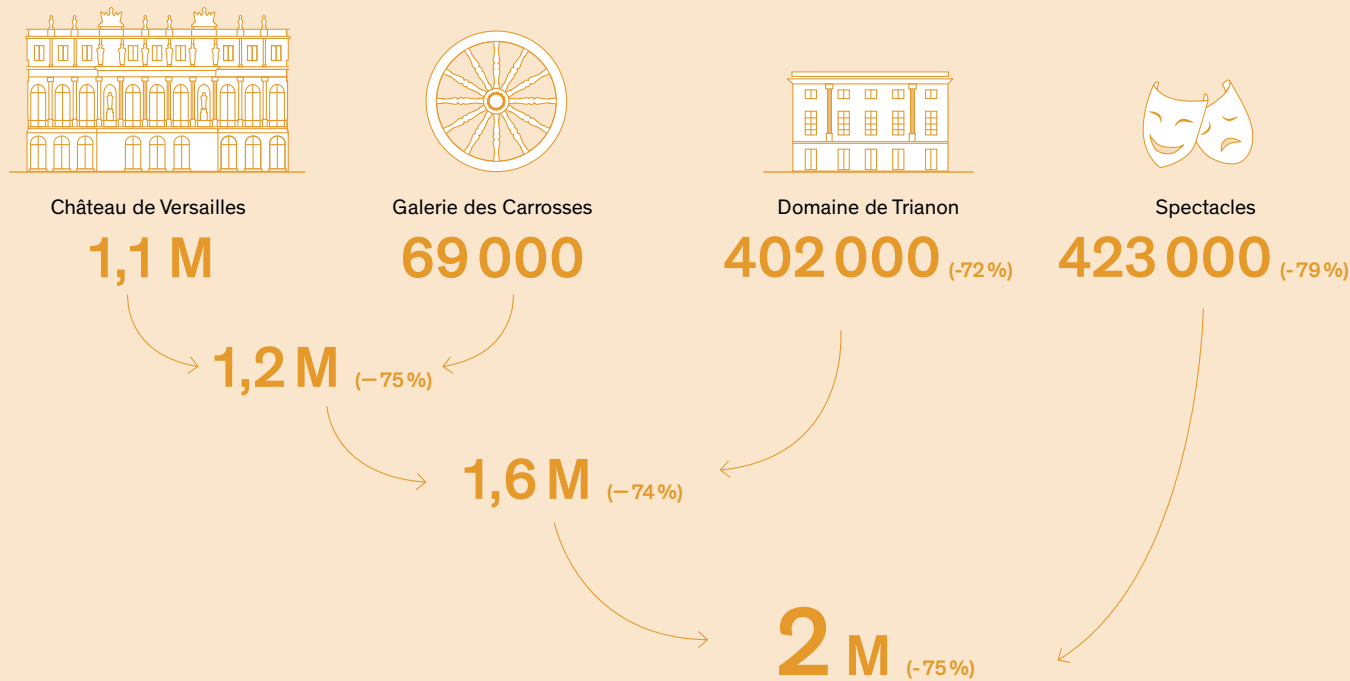 Château de Versailles
1,1 M
Galerie des Carrosses
69 000
Domaine de Trianon
402 000 (-72 %)
Spectacles
423 000 (- 79 %)
1,2 M (— 75 %)
1,6 M (— 74 %)
2 M (- 75 %)